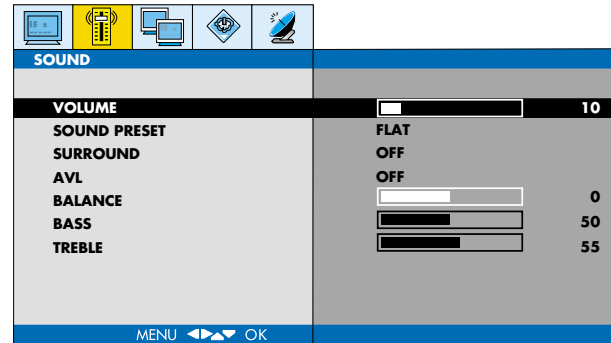 SOUND
VOLUME 10
SOUND PRESET FLAT
SURROUND OFF
AVL OFF
BALANCE 0
BASS 50
TREBLE 55
MENU ◀▶▲▼ OK